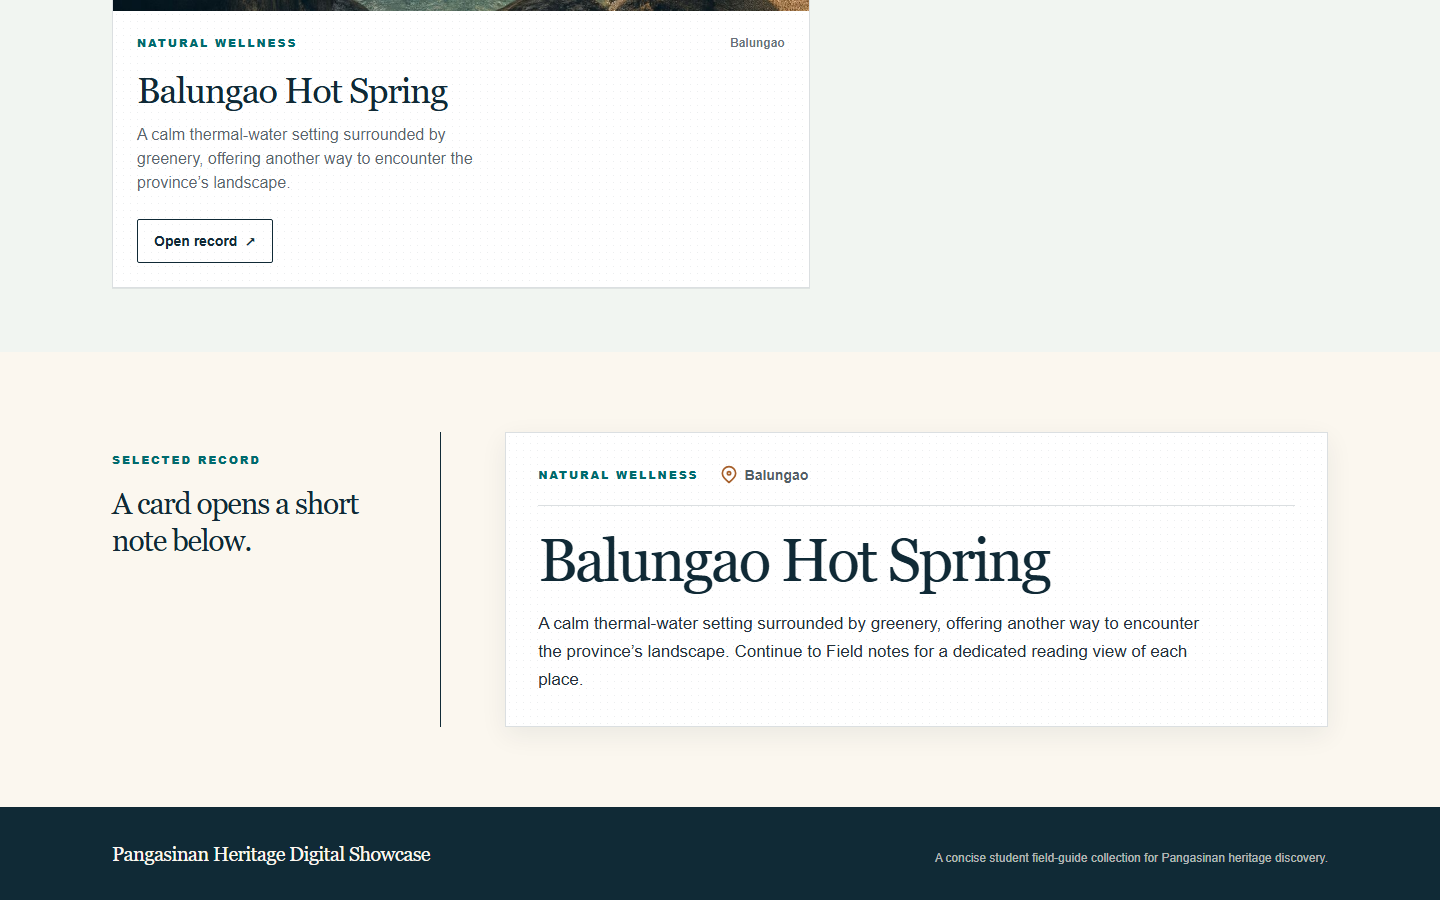 NATURAL WELLNESS
Balungao
Balungao Hot Spring
A calm thermal-water setting surrounded by
greenery, offering another way to encounter the
province’s landscape.
Open record ↗
SELECTED RECORD
A card opens a short
note below.
NATURAL WELLNESS
Balungao
Balungao Hot Spring
A calm thermal-water setting surrounded by greenery, offering another way to encounter
the province’s landscape. Continue to Field notes for a dedicated reading view of each
place.
Pangasinan Heritage Digital Showcase
A concise student field-guide collection for Pangasinan heritage discovery.